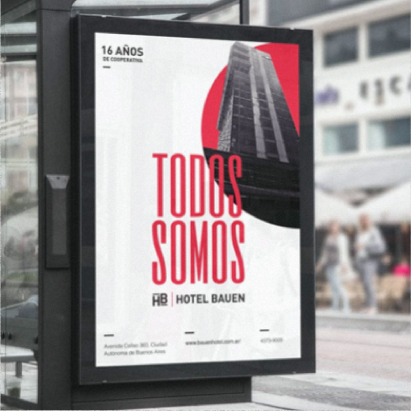 16 AÑOS
DE COOPERATIVA
TODOS
SOMOS
HB | HOTEL BAUEN
Avenida Callao 360, Ciudad
Autónoma de Buenos Aires
www.bauenhotel.com.ar/